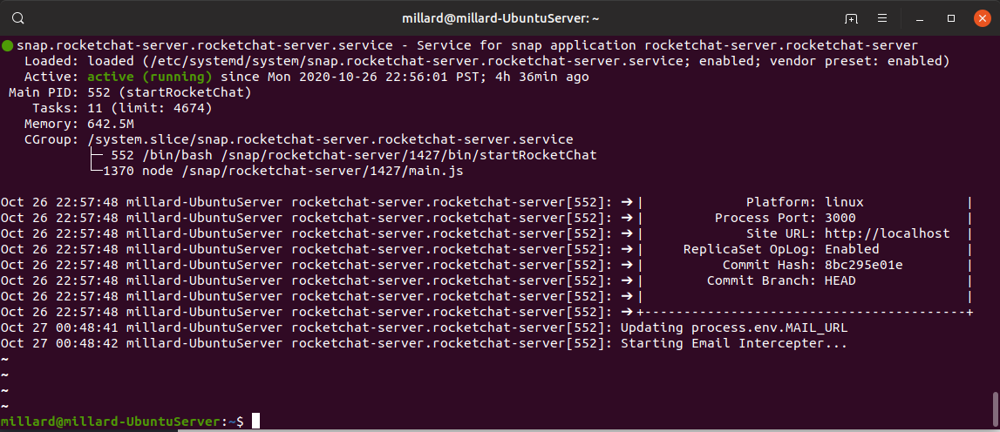 millard@millard-UbuntuServer: ~
snap.rocketchat-server.rocketchat-server.service - Service for snap application rocketchat-server.rocketchat-server
Loaded: loaded (/etc/systemd/system/snap.rocketchat-server.rocketchat-server.service; enabled; vendor preset: enabled)
Active: active (running) since Mon 2020-10-26 22:56:01 PST; 4h 36min ago
Main PID: 552 (startRocketChat)
Tasks: 11 (limit: 4674)
Memory: 642.5M
CGroup: /system.slice/snap.rocketchat-server.rocketchat-server.service
├─ 552 /bin/bash /snap/rocketchat-server/1427/bin/startRocketChat
└─1370 node /snap/rocketchat-server/1427/main.js
Oct 26 22:57:48 millard-UbuntuServer rocketchat-server.rocketchat-server[552]: ➔ | Platform: linux |
Oct 26 22:57:48 millard-UbuntuServer rocketchat-server.rocketchat-server[552]: ➔ | Process Port: 3000 |
Oct 26 22:57:48 millard-UbuntuServer rocketchat-server.rocketchat-server[552]: ➔ | Site URL: http://localhost |
Oct 26 22:57:48 millard-UbuntuServer rocketchat-server.rocketchat-server[552]: ➔ | ReplicaSet OpLog: Enabled |
Oct 26 22:57:48 millard-UbuntuServer rocketchat-server.rocketchat-server[552]: ➔ | Commit Hash: 8bc295e01e |
Oct 26 22:57:48 millard-UbuntuServer rocketchat-server.rocketchat-server[552]: ➔ | Commit Branch: HEAD |
Oct 26 22:57:48 millard-UbuntuServer rocketchat-server.rocketchat-server[552]: ➔ | |
Oct 26 22:57:48 millard-UbuntuServer rocketchat-server.rocketchat-server[552]: ➔ +------------------------------------------+
Oct 27 00:48:41 millard-UbuntuServer rocketchat-server.rocketchat-server[552]: Updating process.env.MAIL_URL
Oct 27 00:48:42 millard-UbuntuServer rocketchat-server.rocketchat-server[552]: Starting Email Intercepter...
~
~
~
~
millard@millard-UbuntuServer:~$